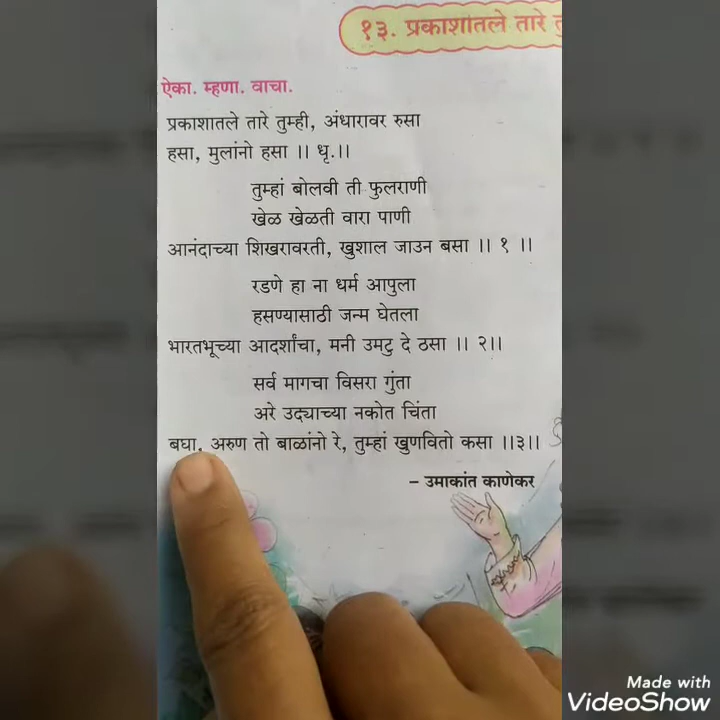 १३. प्रकाशातले तारे
ऐका. म्हणा. वाचा.
प्रकाशातले तारे तुम्ही, अंधारावर रुसा
हसा, मुलांनो हसा ॥ धृ.॥
तुम्हां बोलवी ती फुलराणी
खेळ खेळती वारा पाणी
आनंदाच्या शिखरावरती, खुशाल जाउन बसा ॥ १ ॥
रडणे हा ना धर्म आपुला
हसण्यासाठी जन्म घेतला
भारतभूच्या आदर्शांचा, मनी उमटु दे ठसा ॥ २॥
सर्व मागचा विसरा गुंता
अरे उद्याच्या नकोत चिंता
बघा, अरुण तो बाळांनो रे, तुम्हां खुणवितो कसा ॥३॥
– उमाकांत काणेकर
Made with
VideoShow